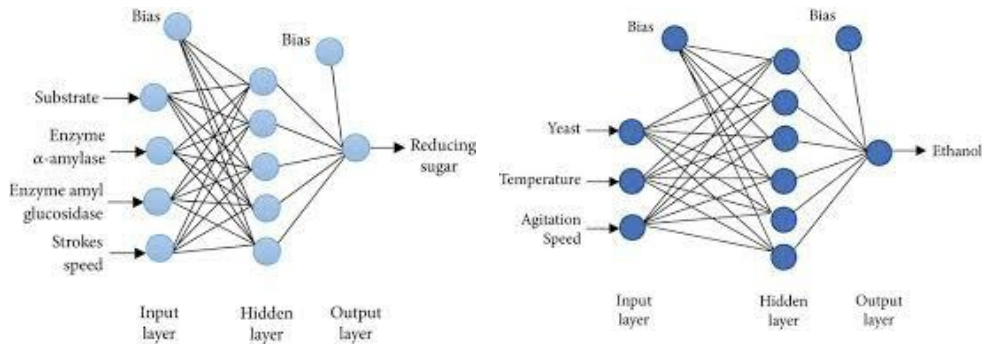 Bias
Bias
Substrate
Enzyme
α-amylase
Enzyme amyl
glucosidase
Strokes
speed
Reducing
sugar
Input
layer
Hidden
layer
Output
layer
Bias
Bias
Yeast
Temperature
Agitation
Speed
Ethanol
Input
layer
Hidden
layer
Output
layer